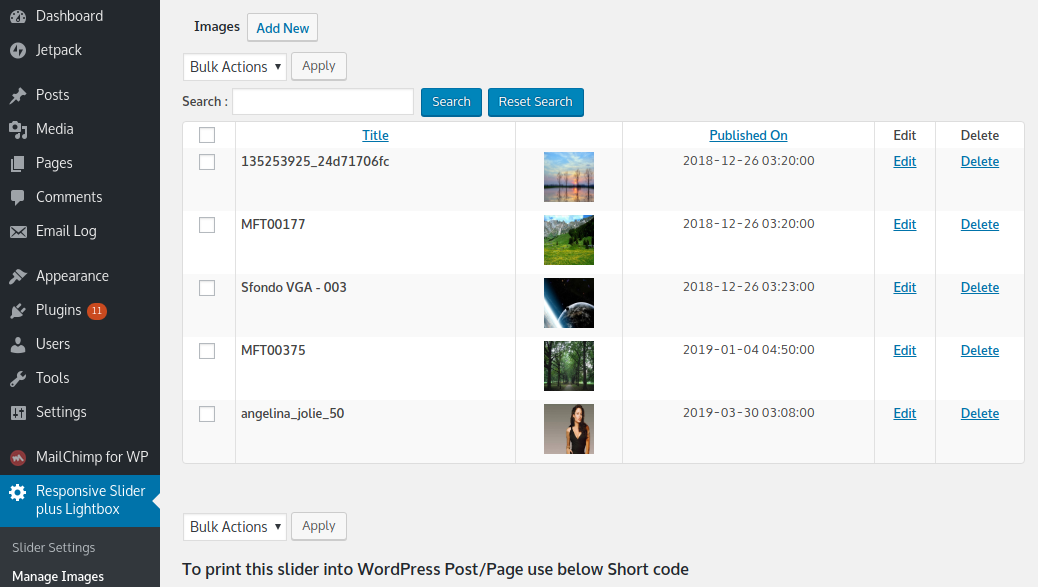 Dashboard
Jetpack
Posts
Media
Pages
Comments
Email Log
Appearance
Plugins 11
Users
Tools
Settings
MailChimp for WP
Responsive Slider
plus Lightbox
Slider Settings
Manage Images
Images Add New
Bulk Actions Apply
Search : Search Reset Search
Title Published On Edit Delete
135253925_24d71706fc 2018-12-26 03:20:00 Edit Delete
MFT00177 2018-12-26 03:20:00 Edit Delete
Sfondo VGA - 003 2018-12-26 03:23:00 Edit Delete
MFT00375 2019-01-04 04:50:00 Edit Delete
angelina_jolie_50 2019-03-30 03:08:00 Edit Delete
Bulk Actions Apply
To print this slider into WordPress Post/Page use below Short code